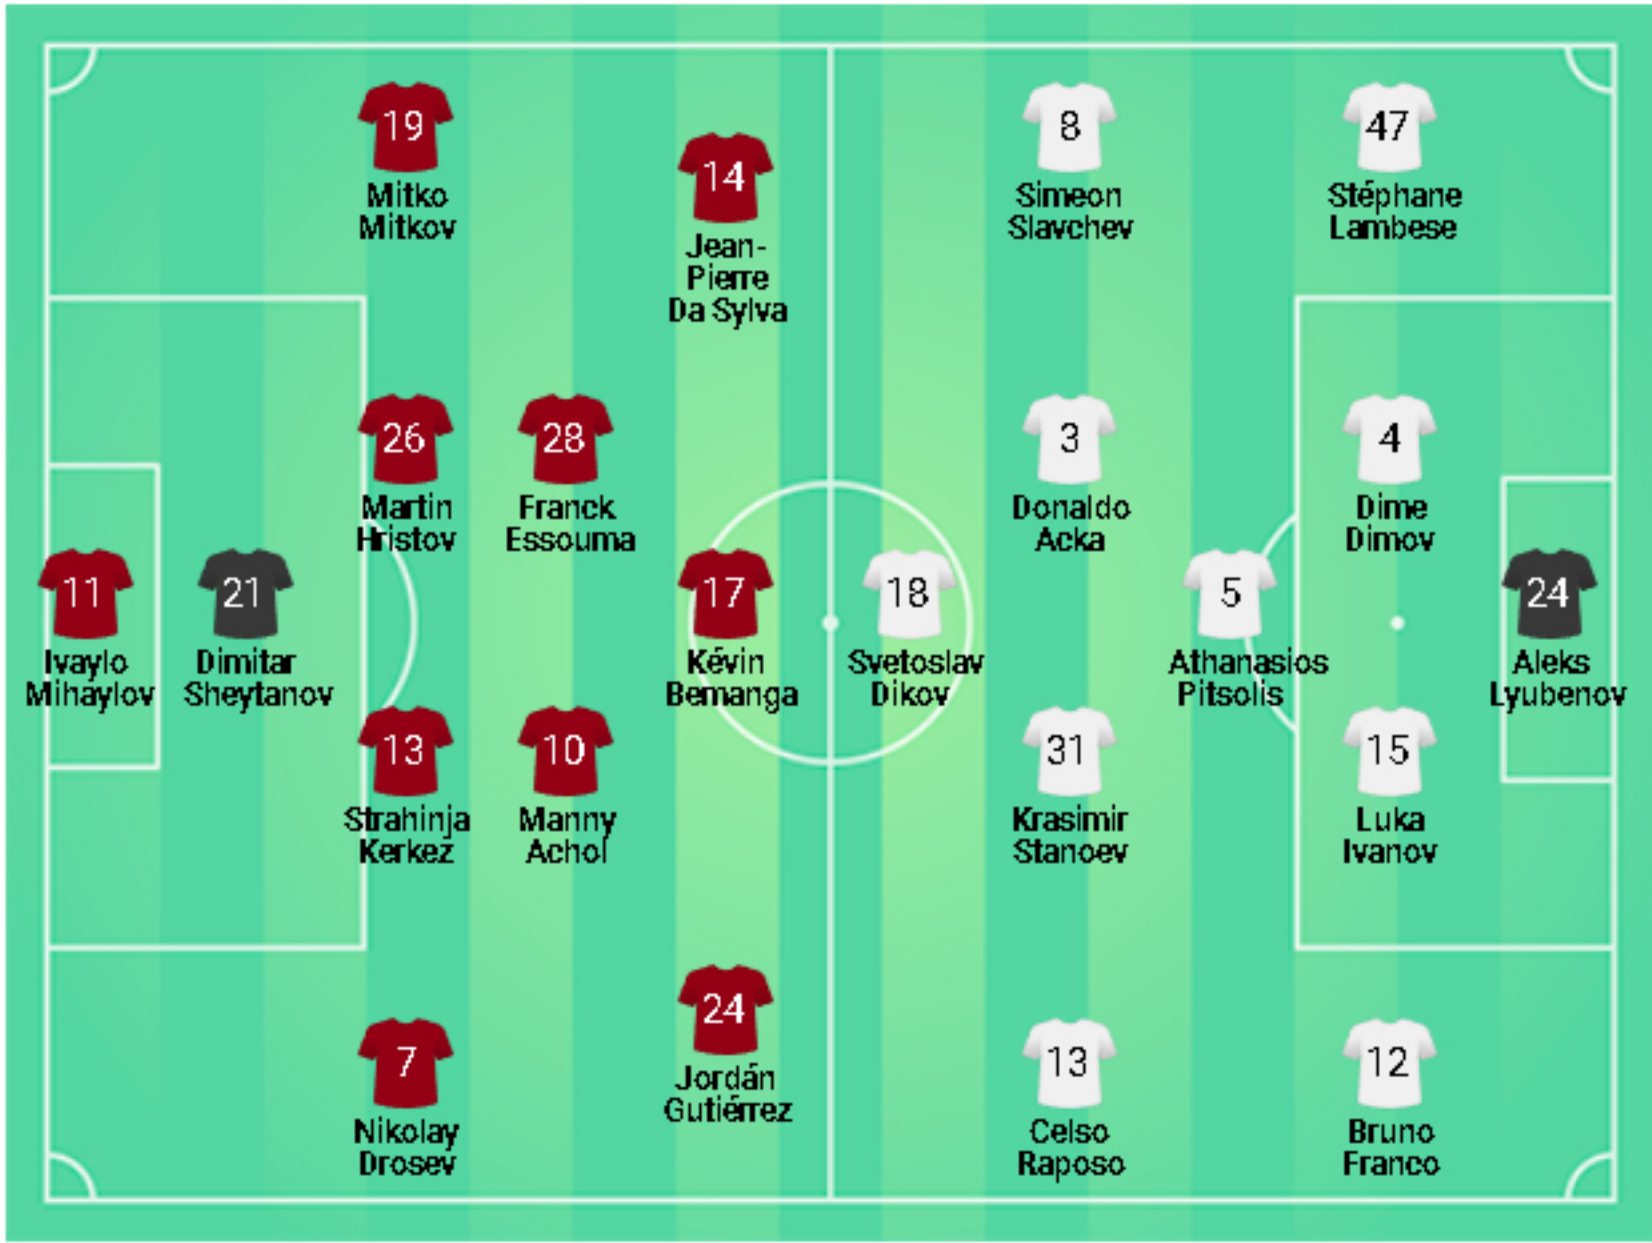 19
Mitko
Mitkov
14
Jean-
Pierre
Da Sylva
8
Simeon
Slavchev
47
Stéphane
Lambese
26
Martin
Hristov
28
Franck
Essouma
3
Donaldo
Acka
4
Dime
Dimov
11
Ivaylo
Mihaylov
21
Dimitar
Sheytanov
17
Kévin
Bemanga
18
Svetoslav
Dikov
5
Athanasios
Pitsolis
24
Aleks
Lyubenov
13
Strahinja
Kerkez
10
Manny
Achol
31
Krasimir
Stanoev
15
Luka
Ivanov
7
Nikolay
Drosev
24
Jordán
Gutiérrez
13
Celso
Raposo
12
Bruno
Franco